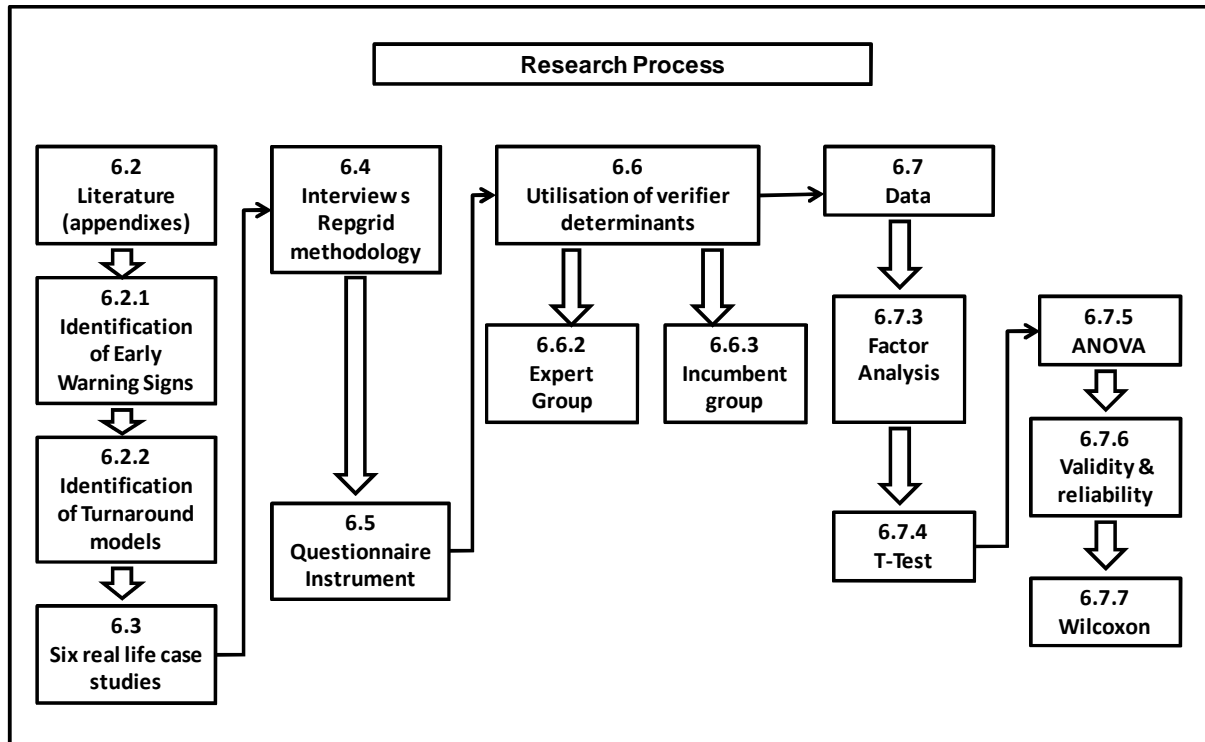 Research Process
6.2
Literature
(appendixes)
6.2.1
Identification
of Early
Warning Signs
6.2.2
Identification
of Turnaround
models
6.3
Six real life case
studies
6.4
Interview s
Repgrid
methodology
6.5
Questionnaire
Instrument
6.6
Utilisation of verifier
determinants
6.6.2
Expert
Group
6.6.3
Incumbent
group
6.7
Data
6.7.3
Factor
Analysis
6.7.4
T-Test
6.7.5
ANOVA
6.7.6
Validity &
reliability
6.7.7
Wilcoxon